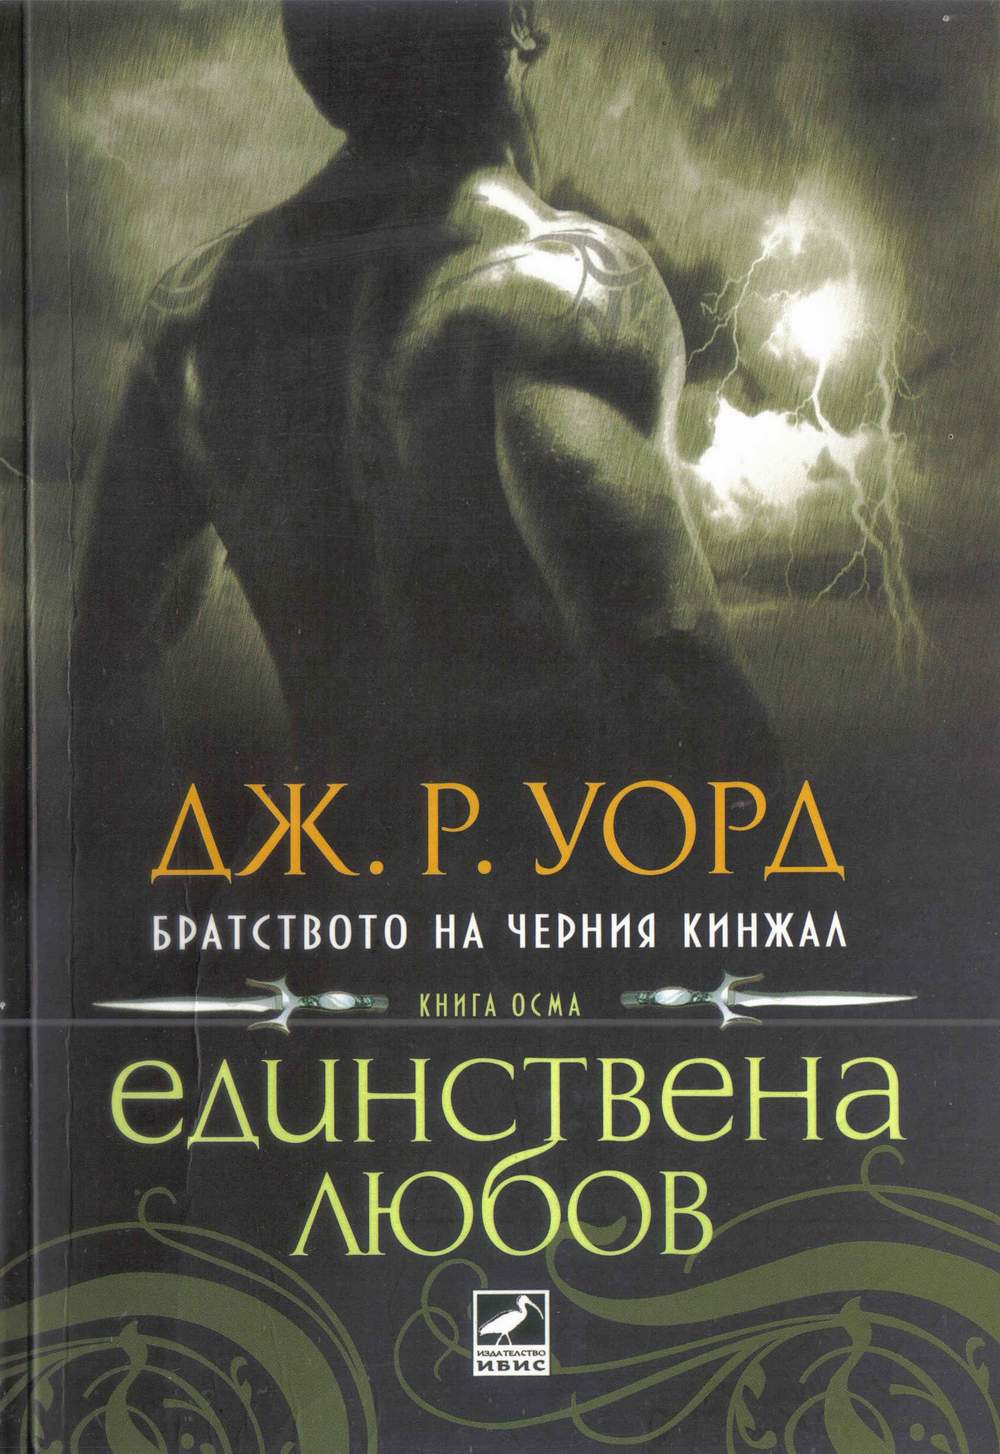 ДЖ. Р. УОРД
БРАТСТВОТО НА ЧЕРНИЯ КИНЖАЛ
КНИГА ОСМА
единствена
любов
ИЗДАТЕЛСТВО
ИБИС